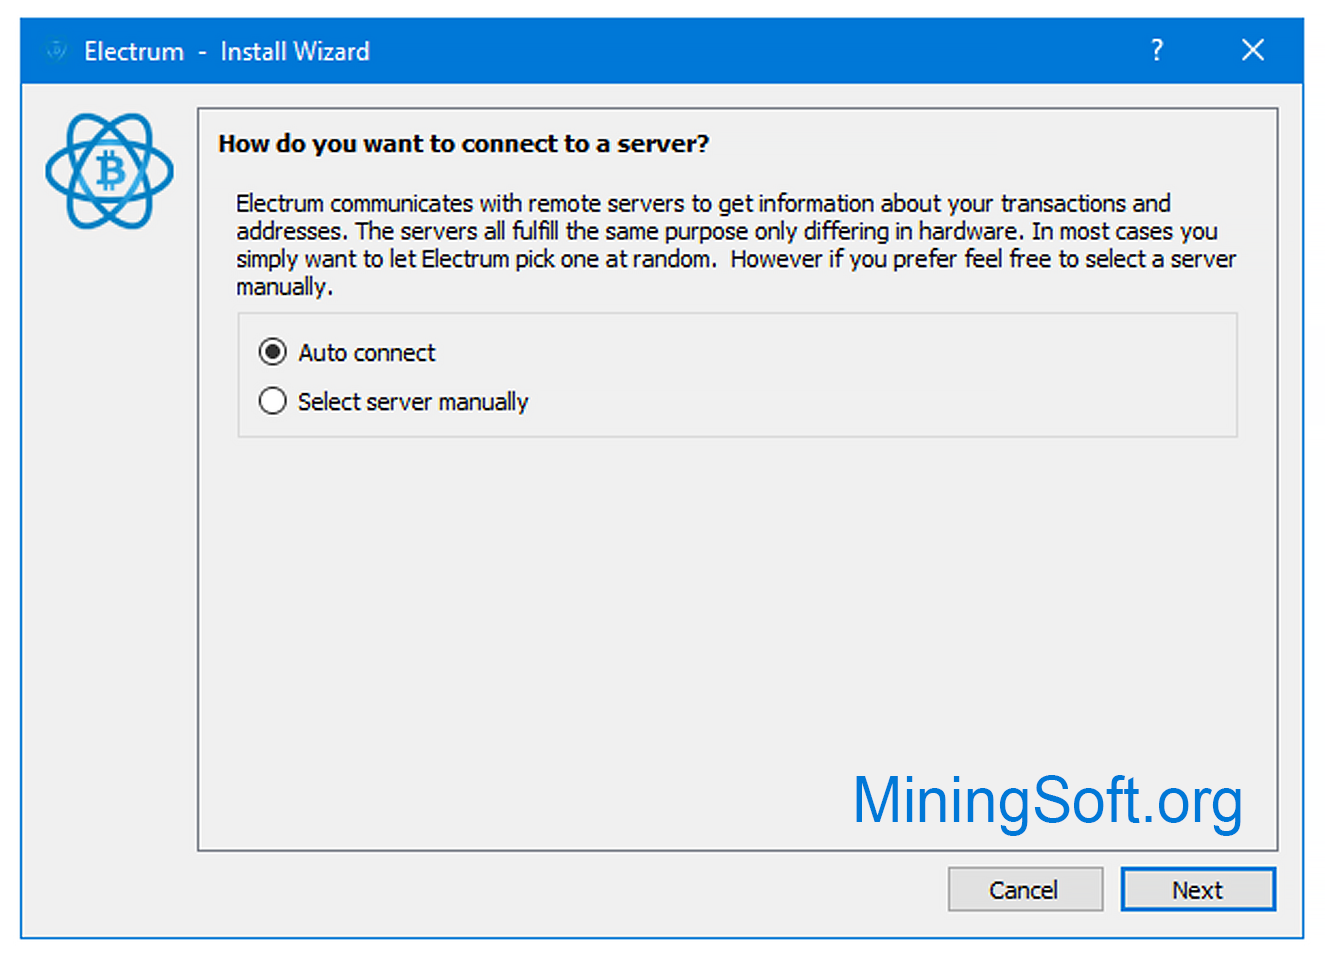 Electrum - Install Wizard
?
How do you want to connect to a server?
Electrum communicates with remote servers to get information about your transactions and
addresses. The servers all fulfill the same purpose only differing in hardware. In most cases you
simply want to let Electrum pick one at random.  However if you prefer feel free to select a server
manually.
Auto connect
Select server manually
MiningSoft.org
Cancel
Next